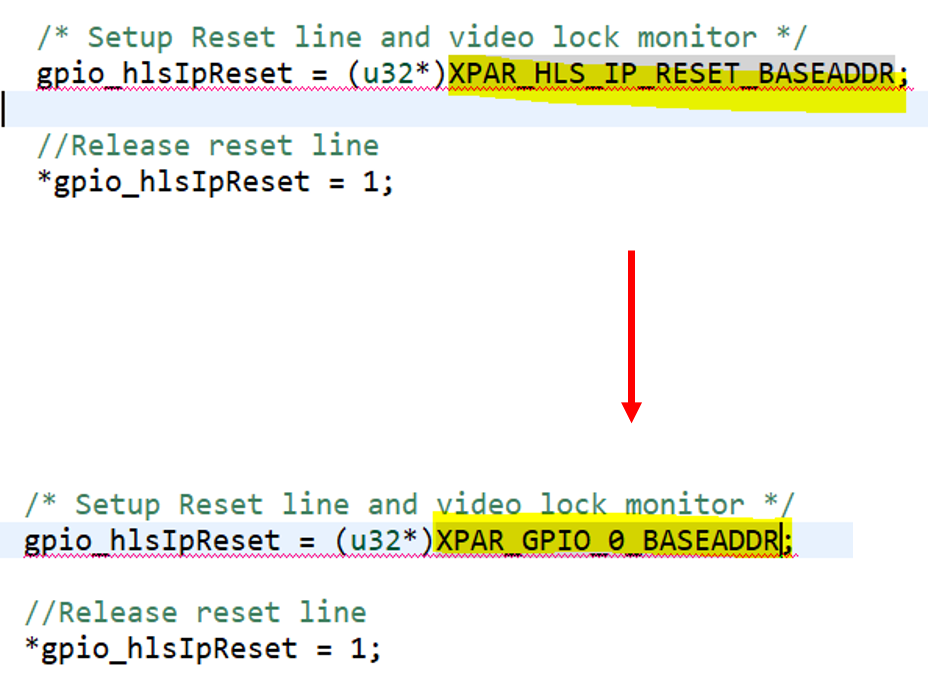 /* Setup Reset line and video lock monitor */
gpio_hlsIpReset = (u32*)XPAR_HLS_IP_RESET_BASEADDR;
//Release reset line
*gpio_hlsIpReset = 1;
/* Setup Reset line and video lock monitor */
gpio_hlsIpReset = (u32*)XPAR_GPIO_0_BASEADDR;
//Release reset line
*gpio_hlsIpReset = 1;